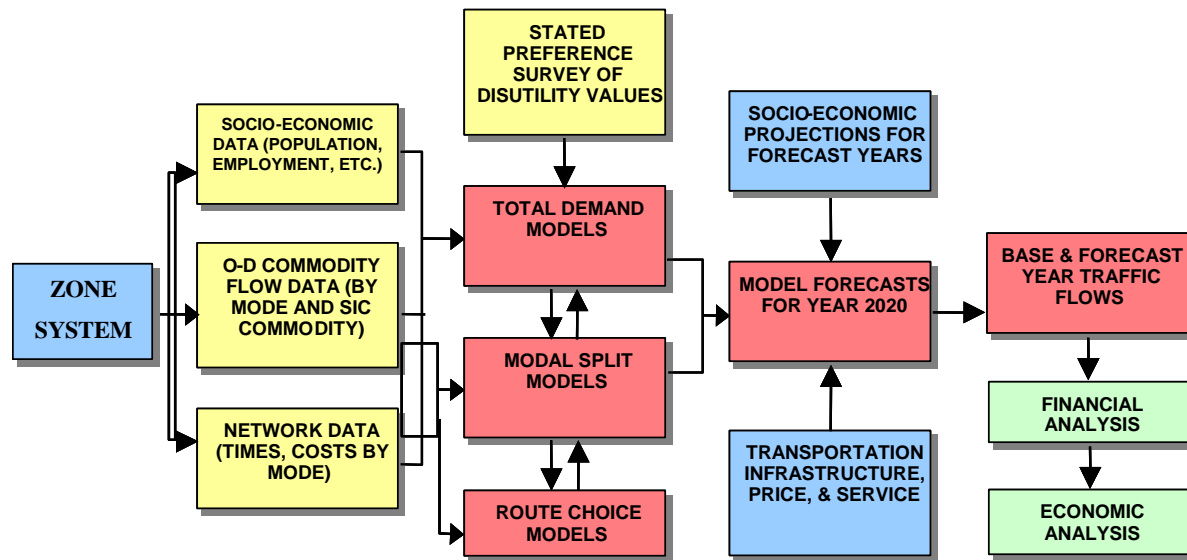 STATED
PREFERENCE
SURVEY OF
DISUTILITY VALUES
SOCIO-ECONOMIC
DATA (POPULATION,
EMPLOYMENT, ETC.)
SOCIO-ECONOMIC
PROJECTIONS FOR
FORECAST YEARS
TOTAL DEMAND
MODELS
ZONE
SYSTEM
O-D COMMODITY
FLOW DATA (BY
MODE AND SIC
COMMODITY)
MODEL FORECASTS
FOR YEAR 2020
BASE & FORECAST
YEAR TRAFFIC
FLOWS
MODAL SPLIT
MODELS
FINANCIAL
ANALYSIS
NETWORK DATA
(TIMES, COSTS BY
MODE)
TRANSPORTATION
INFRASTRUCTURE,
PRICE, & SERVICE
ROUTE CHOICE
MODELS
ECONOMIC
ANALYSIS